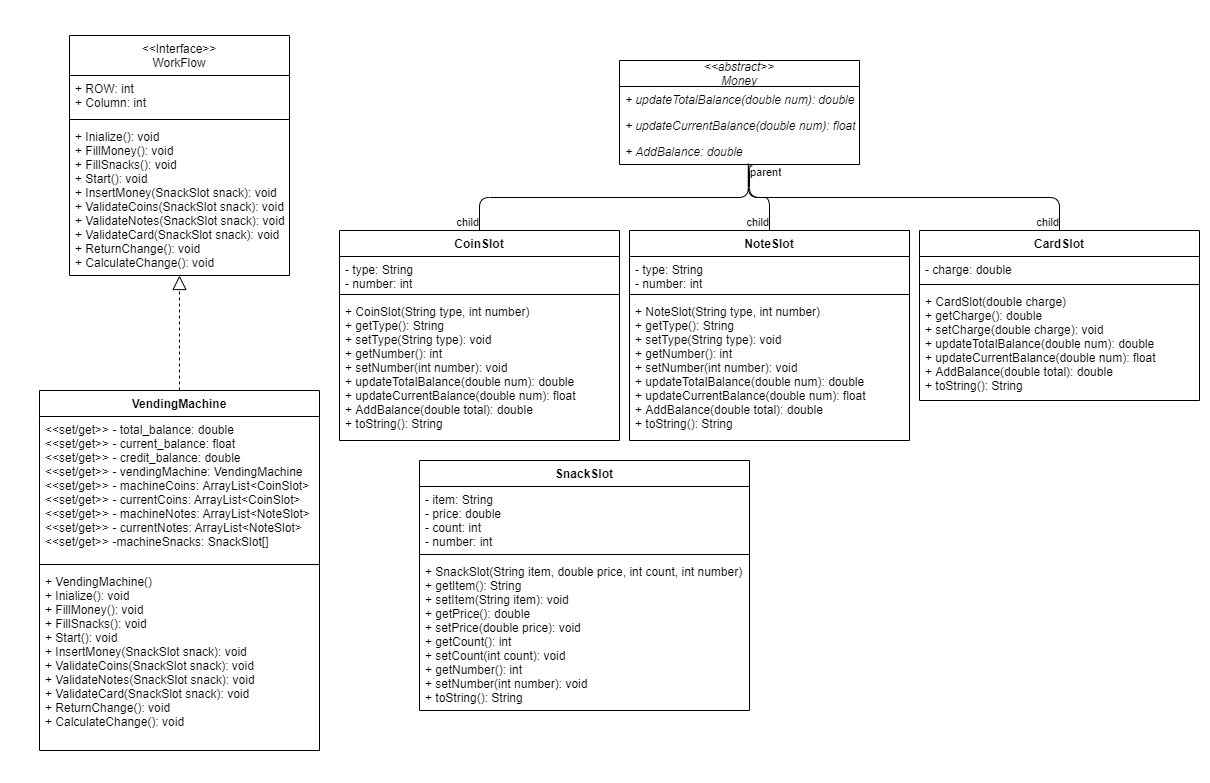 <<Interface>>
WorkFlow
+ ROW: int
+ Column: int
+ Inialize(): void
+ FillMoney(): void
+ FillSnacks(): void
+ Start(): void
+ InsertMoney(SnackSlot snack): void
+ ValidateCoins(SnackSlot snack): void
+ ValidateNotes(SnackSlot snack): void
+ ValidateCard(SnackSlot snack): void
+ ReturnChange(): void
+ CalculateChange(): void
<<abstract>>
Money
+ updateTotalBalance(double num): double
+ updateCurrentBalance(double num): float
+ AddBalance: double
parent
child
child
child
CoinSlot
- type: String
- number: int
+ CoinSlot(String type, int number)
+ getType(): String
+ setType(String type): void
+ getNumber(): int
+ setNumber(int number): void
+ updateTotalBalance(double num): double
+ updateCurrentBalance(double num): float
+ AddBalance(double total): double
+ toString(): String
NoteSlot
- type: String
- number: int
+ NoteSlot(String type, int number)
+ getType(): String
+ setType(String type): void
+ getNumber(): int
+ setNumber(int number): void
+ updateTotalBalance(double num): double
+ updateCurrentBalance(double num): float
+ AddBalance(double total): double
+ toString(): String
CardSlot
- charge: double
+ CardSlot(double charge)
+ getCharge(): double
+ setCharge(double charge): void
+ updateTotalBalance(double num): double
+ updateCurrentBalance(double num): float
+ AddBalance(double total): double
+ toString(): String
VendingMachine
<<set/get>> - total_balance: double
<<set/get>> - current_balance: float
<<set/get>> - credit_balance: double
<<set/get>> - vendingMachine: VendingMachine
<<set/get>> - machineCoins: ArrayList<CoinSlot>
<<set/get>> - currentCoins: ArrayList<CoinSlot>
<<set/get>> - machineNotes: ArrayList<NoteSlot>
<<set/get>> - currentNotes: ArrayList<NoteSlot>
<<set/get>> -machineSnacks: SnackSlot[]
+ VendingMachine()
+ Inialize(): void
+ FillMoney(): void
+ FillSnacks(): void
+ Start(): void
+ InsertMoney(SnackSlot snack): void
+ ValidateCoins(SnackSlot snack): void
+ ValidateNotes(SnackSlot snack): void
+ ValidateCard(SnackSlot snack): void
+ ReturnChange(): void
+ CalculateChange(): void
SnackSlot
- item: String
- price: double
- count: int
- number: int
+ SnackSlot(String item, double price, int count, int number)
+ getItem(): String
+ setItem(String item): void
+ getPrice(): double
+ setPrice(double price): void
+ getCount(): int
+ setCount(int count): void
+ getNumber(): int
+ setNumber(int number): void
+ toString(): String